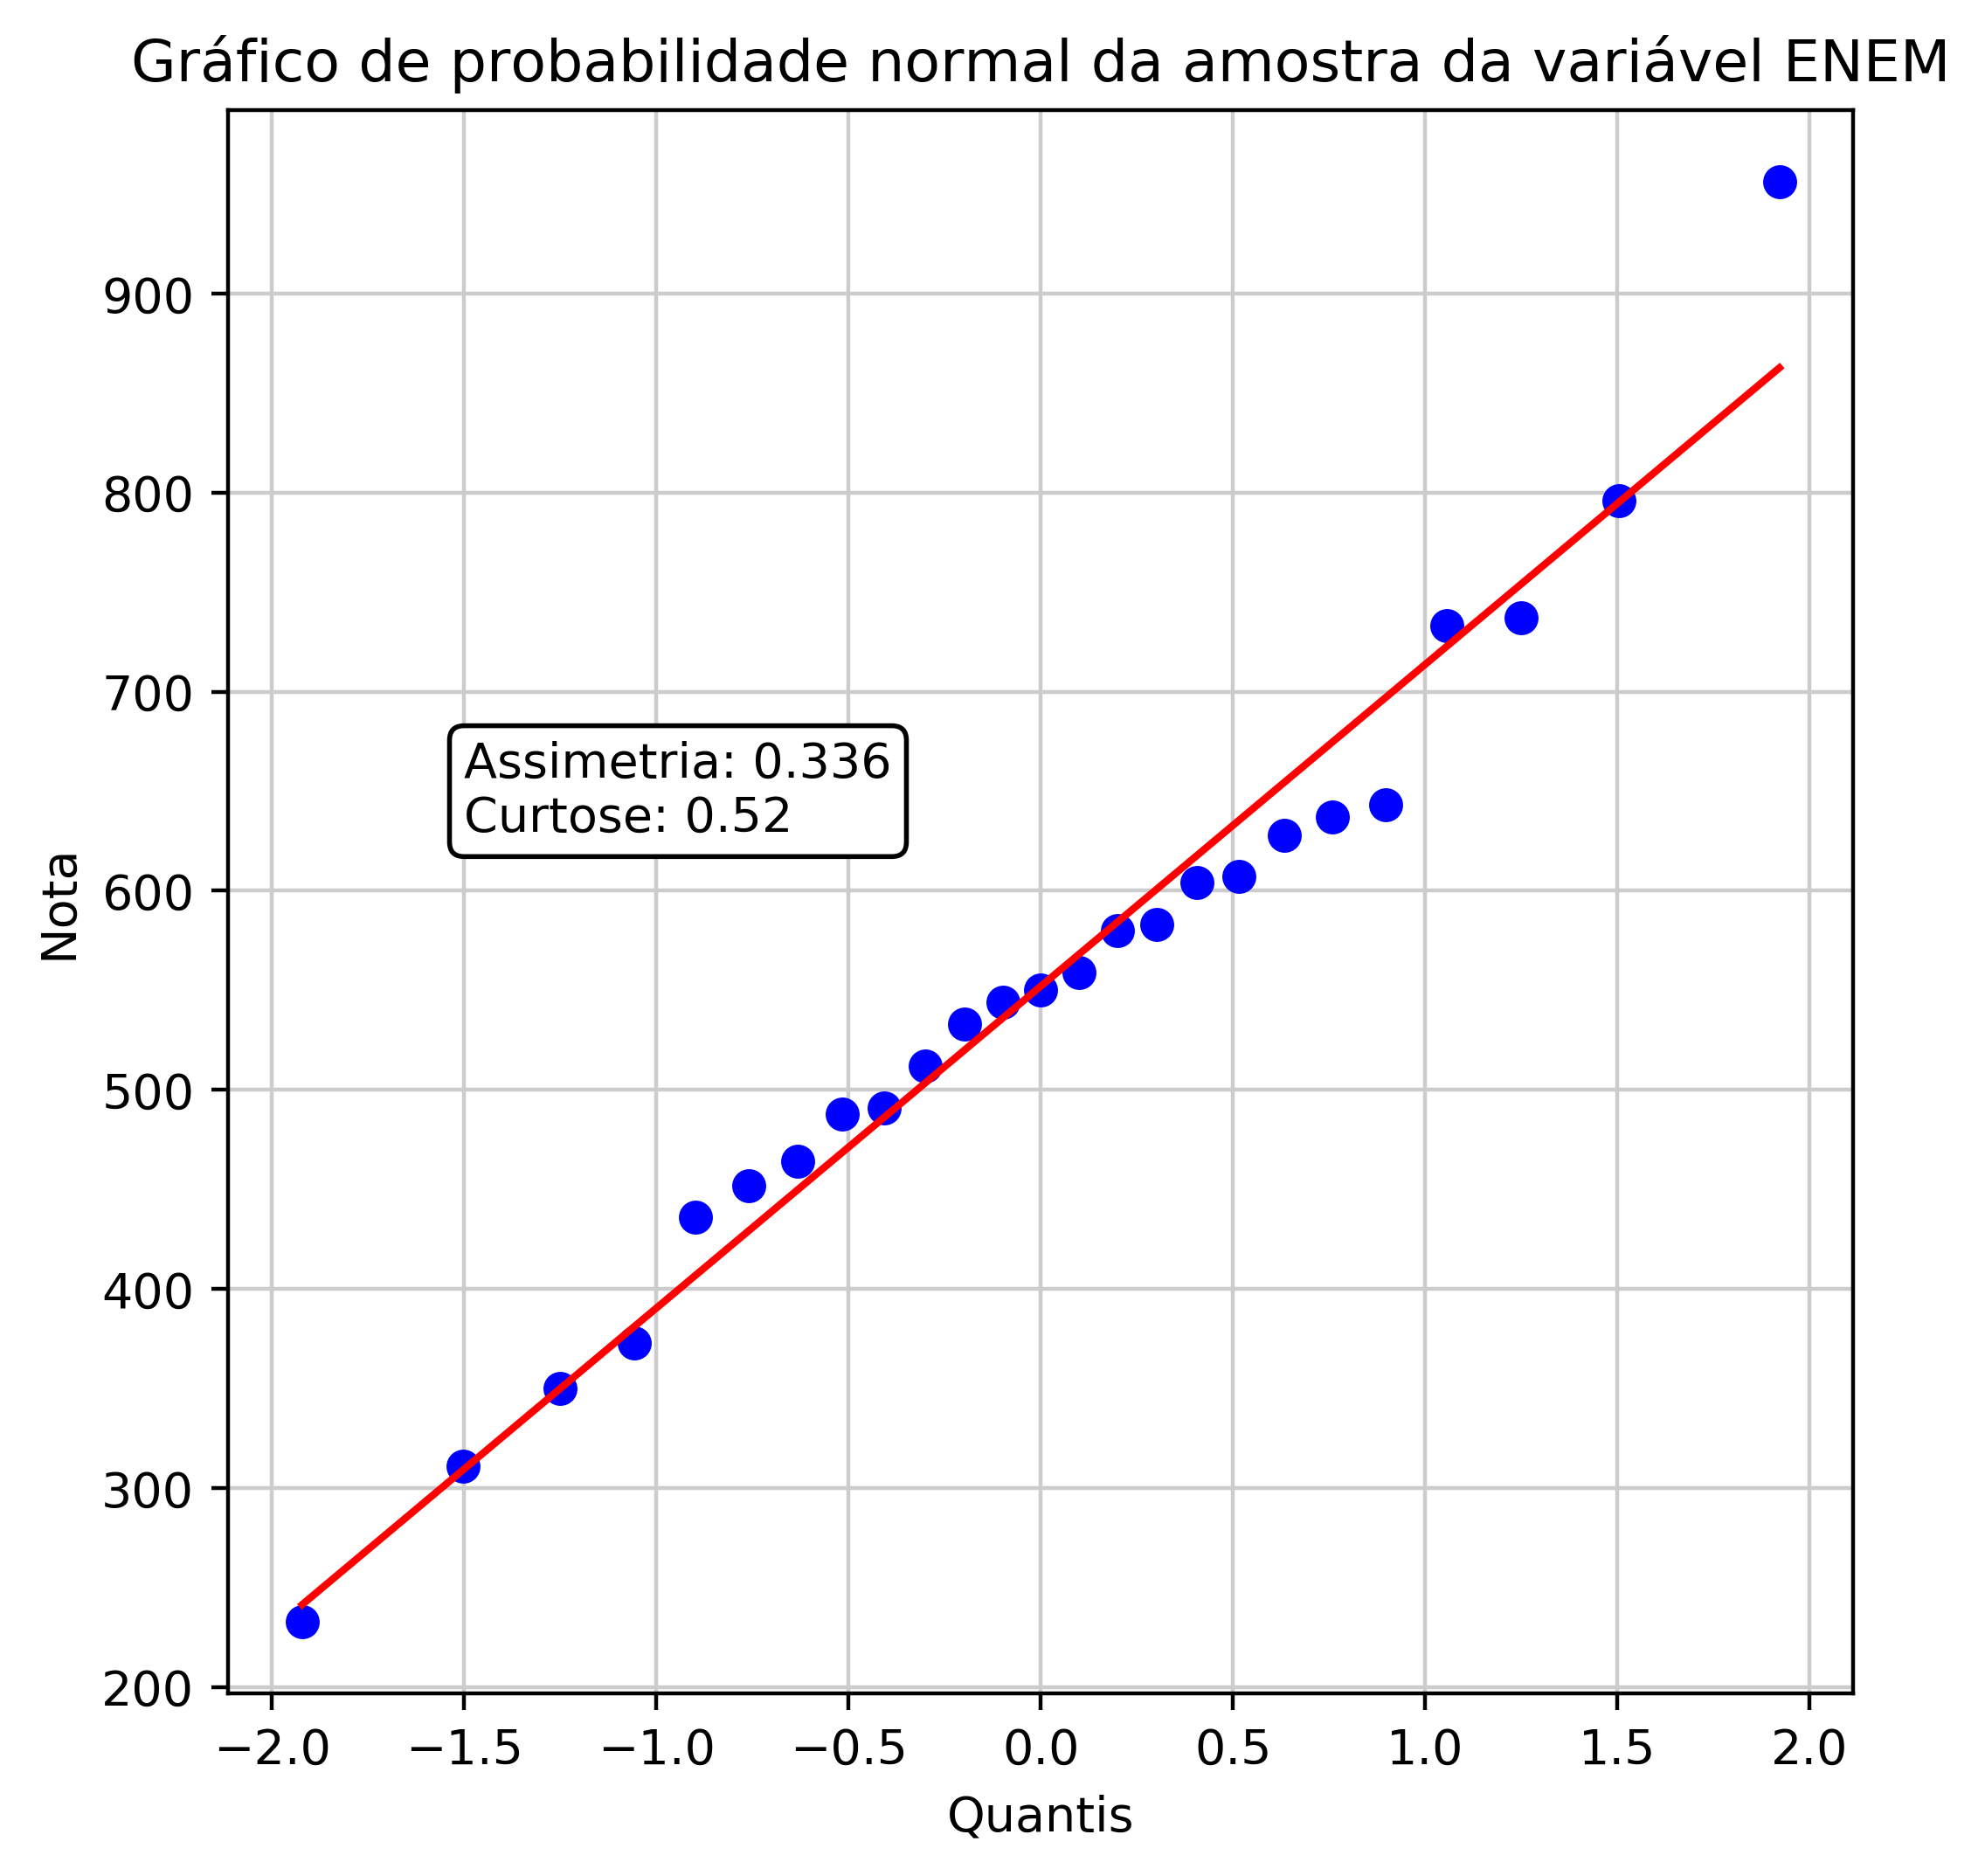 Gráfico de probabilidade normal da amostra da variável ENEM
900
800
700
600
500
400
300
200
Nota
Assimetria: 0.336
Curtose: 0.52
−2.0 −1.5 −1.0 −0.5 0.0 0.5 1.0 1.5 2.0
Quantis